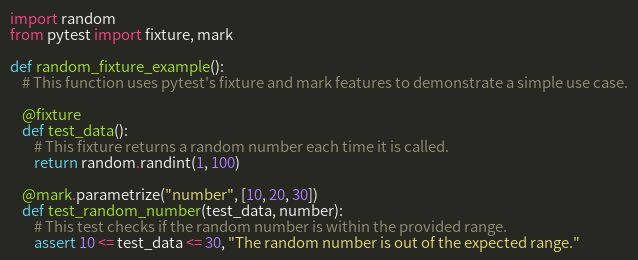 import random
from pytest import fixture, mark

def random_fixture_example():
    # This function uses pytest's fixture and mark features to demonstrate a simple use case.

    @fixture
    def test_data():
        # This fixture returns a random number each time it is called.
        return random.randint(1, 100)

    @mark.parametrize("number", [10, 20, 30])
    def test_random_number(test_data, number):
        # This test checks if the random number is within the provided range.
        assert 10 <= test_data <= 30, "The random number is out of the expected range."